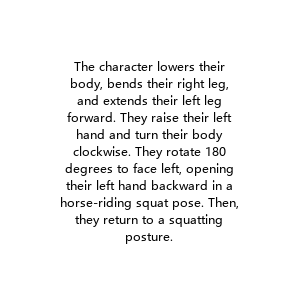 The character lowers their
body, bends their right leg,
and extends their left leg
forward. They raise their left
hand and turn their body
clockwise. They rotate 180
degrees to face left, opening
their left hand backward in a
horse-riding squat pose. Then,
they return to a squatting
posture.